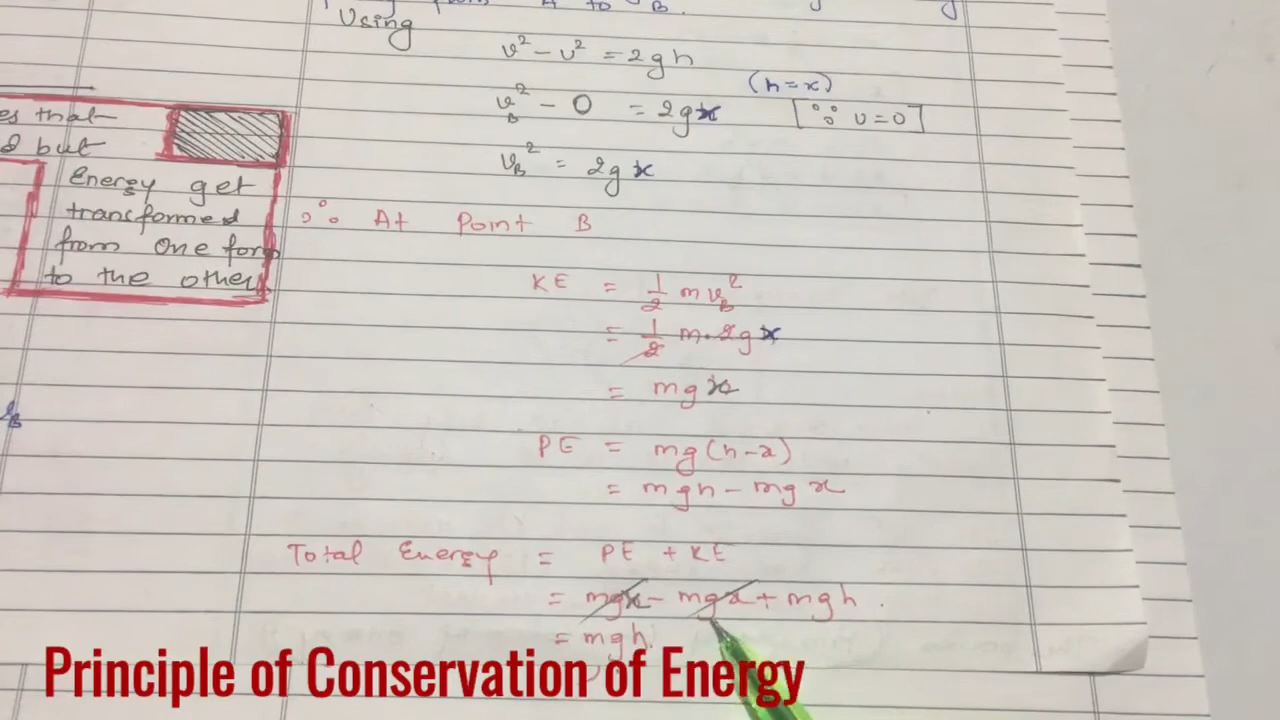 from A to B.
Using
v² - u² = 2gh
(h=x)
v_B² - 0 = 2gx [∵ u=0]
v_B² = 2gx
es that
d but
Energy get
transformed
from One form
to the other
∴ At Point B
KE = 1/2 m v_B²
= 1/2 m·2gx
= mgx
PE = mg(h-x)
= mgh - mgx
Total Energy = PE + KE
= mgx - mgx + mgh.
= mgh.
Principle of Conservation of Energy